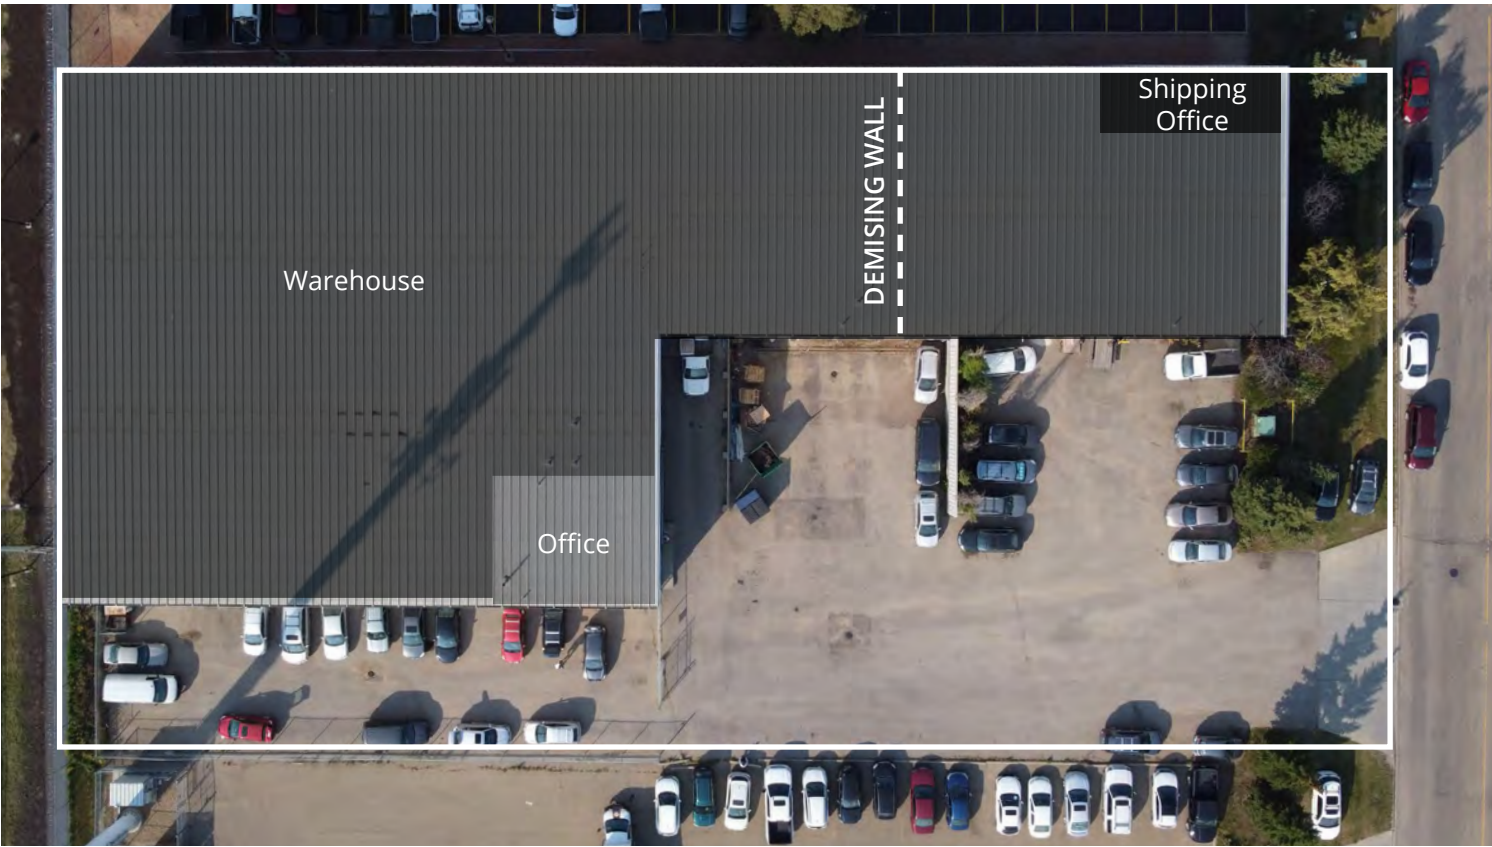 Shipping
Office
DEMISING WALL
Warehouse
Office